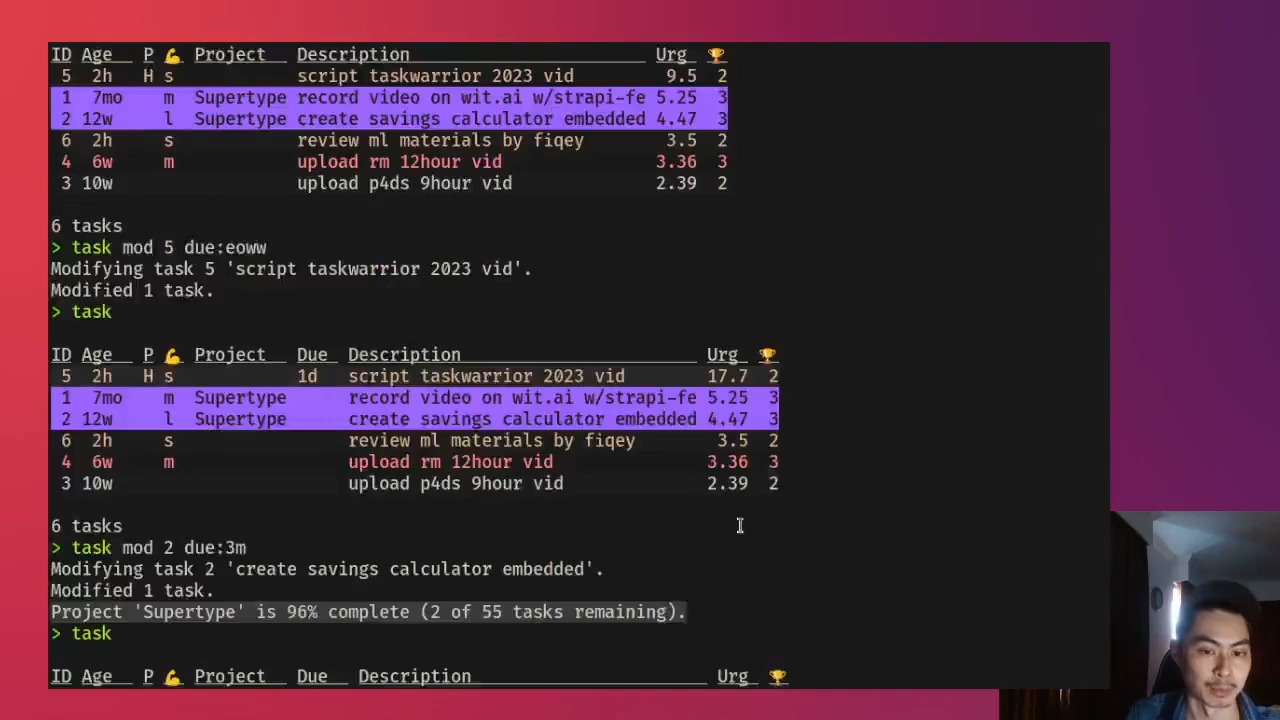 ID Age P 💪 Project Description Urg 🏆
5 2h H s script taskwarrior 2023 vid 9.5 2
1 7mo m Supertype record video on wit.ai w/strapi-fe 5.25 3
2 12w l Supertype create savings calculator embedded 4.47 3
6 2h s review ml materials by fiqey 3.5 2
4 6w m upload rm 12hour vid 3.36 3
3 10w upload p4ds 9hour vid 2.39 2
6 tasks
> task mod 5 due:eoww
Modifying task 5 'script taskwarrior 2023 vid'.
Modified 1 task.
> task
ID Age P 💪 Project Due Description Urg 🏆
5 2h H s 1d script taskwarrior 2023 vid 17.7 2
1 7mo m Supertype record video on wit.ai w/strapi-fe 5.25 3
2 12w l Supertype create savings calculator embedded 4.47 3
6 2h s review ml materials by fiqey 3.5 2
4 6w m upload rm 12hour vid 3.36 3
3 10w upload p4ds 9hour vid 2.39 2
6 tasks
> task mod 2 due:3m
Modifying task 2 'create savings calculator embedded'.
Modified 1 task.
Project 'Supertype' is 96% complete (2 of 55 tasks remaining).
> task
ID Age P 💪 Project Due Description Urg 🏆